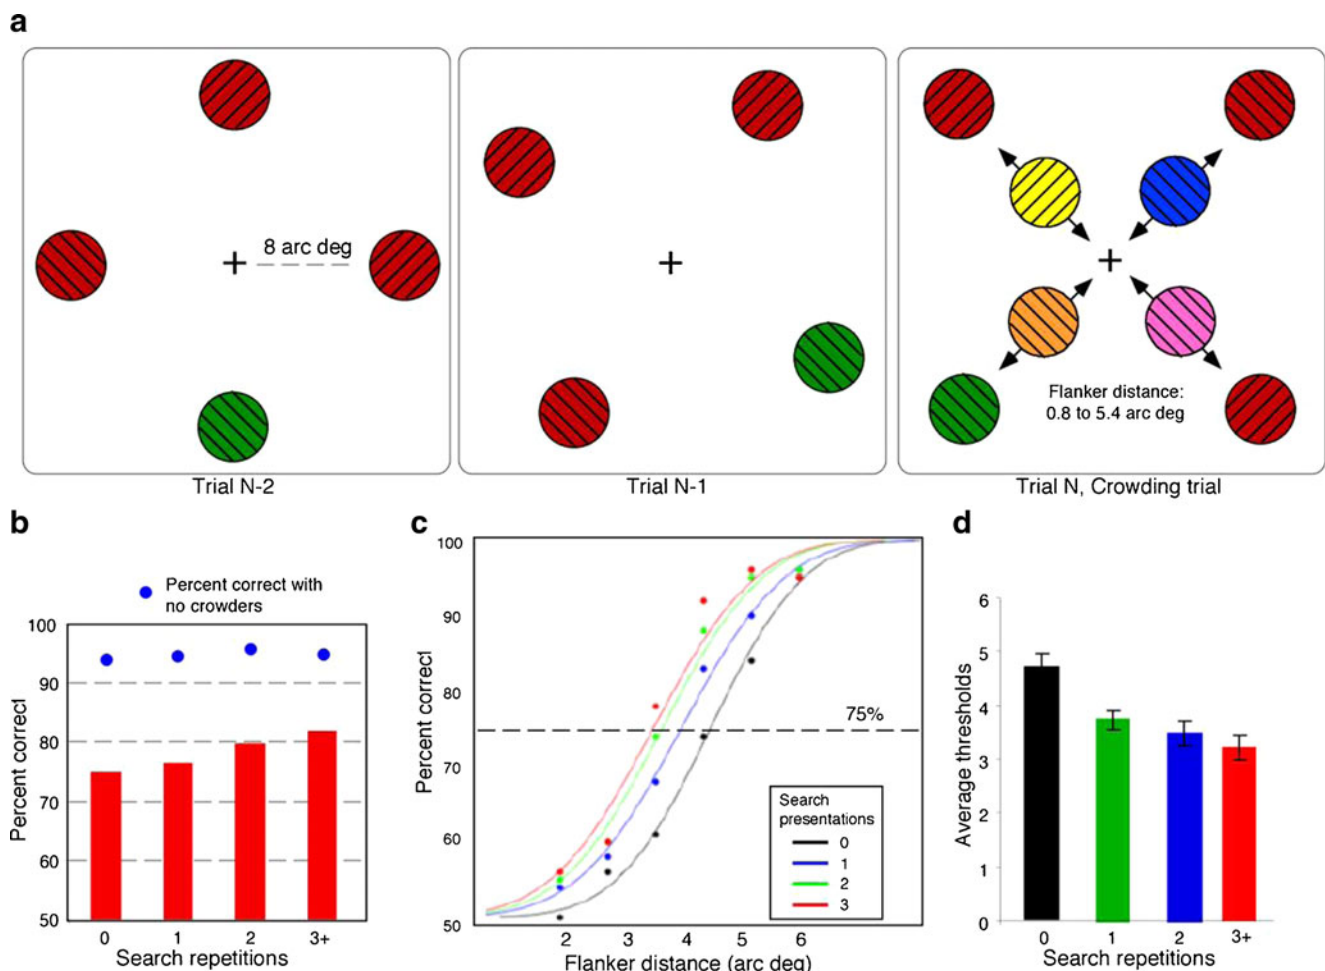 a
8 arc deg
Flanker distance:
0.8 to 5.4 arc deg
Trial N-2
Trial N-1
Trial N, Crowding trial
b
Percent correct with
no crowders
100
90
80
70
60
50
Percent correct
0 1 2 3+
Search repetitions
c
100
90
80
70
60
50
Percent correct
75%
Search
presentations
0
1
2
3
2 3 4 5 6
Flanker distance (arc deg)
d
6
5
4
3
2
1
0
Average thresholds
0 1 2 3+
Search repetitions